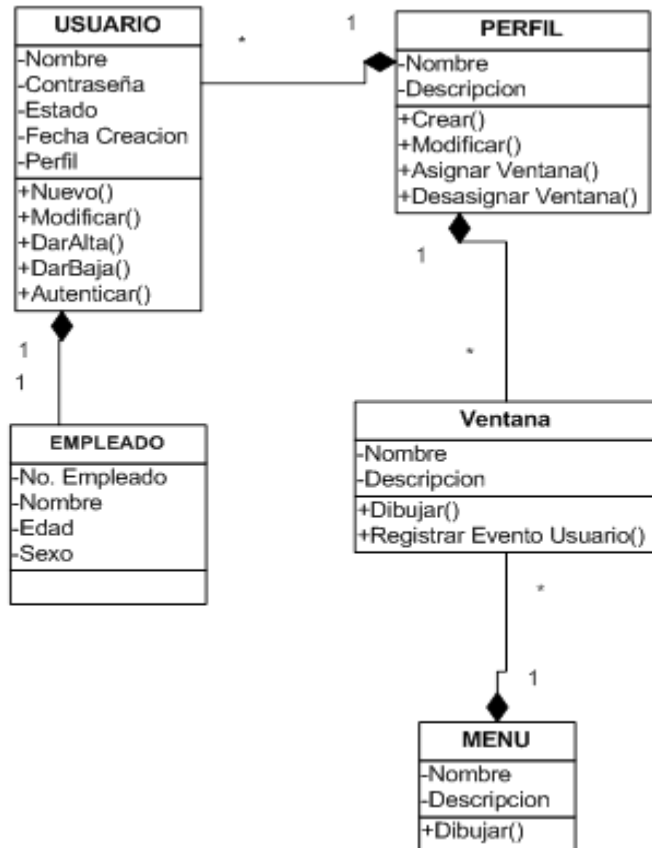 USUARIO
-Nombre
-Contraseña
-Estado
-Fecha Creacion
-Perfil
+Nuevo()
+Modificar()
+DarAlta()
+DarBaja()
+Autenticar()
*
1
PERFIL
-Nombre
-Descripcion
+Crear()
+Modificar()
+Asignar Ventana()
+Desasignar Ventana()
1
*
1
1
EMPLEADO
-No. Empleado
-Nombre
-Edad
-Sexo
Ventana
-Nombre
-Descripcion
+Dibujar()
+Registrar Evento Usuario()
*
1
MENU
-Nombre
-Descripcion
+Dibujar()